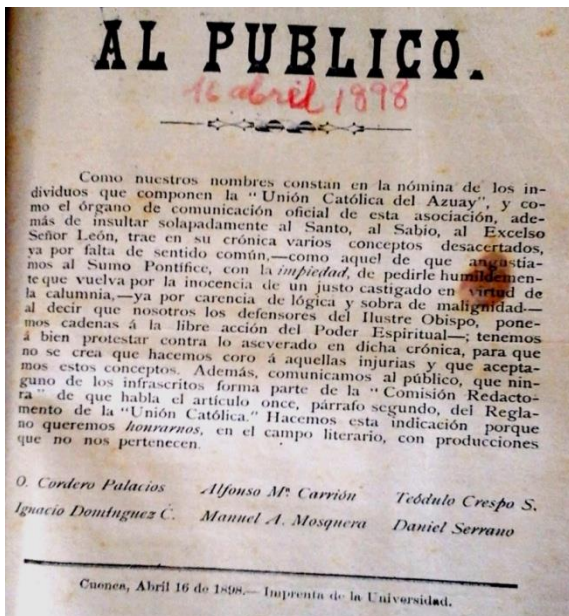 AL PUBLICO.
16 abril 1898
Como nuestros nombres constan en la nómina de los in-
dividuos que componen la "Unión Católica del Azuay", y co-
mo el órgano de comunicación oficial de esta asociación, ade-
más de insultar solapadamente al Santo, al Sabio, al Excelso
Señor León, trae en su crónica varios conceptos desacertados,
ya por falta de sentido común,—como aquel de que angustia-
mos al Sumo Pontífice, con la impiedad, de pedirle humildemen-
te que vuelva por la inocencia de un justo castigado en virtud de
la calumnia,—ya por carencia de lógica y sobra de malignidad—
al decir que nosotros los defensores del Ilustre Obispo, pone-
mos cadenas á la libre acción del Poder Espiritual—; tenemos
á bien protestar contra lo aseverado en dicha crónica, para que
no se crea que hacemos coro á aquellas injurias y que acepta-
mos estos conceptos. Además, comunicamos al público, que nin-
guno de los infrascritos forma parte de la "Comisión Redacto-
ra" de que habla el artículo once, párrafo segundo, del Regla-
mento de la "Unión Católica." Hacemos esta indicación porque
no queremos honrarnos, en el campo literario, con producciones
que no nos pertenecen.
O. Cordero Palacios Alfonso Mª. Carrión Teódulo Crespo S.
Ignacio Domínguez C. Manuel A. Mosquera Daniel Serrano
Cuenca, Abril 16 de 1898.— Imprenta de la Universidad.